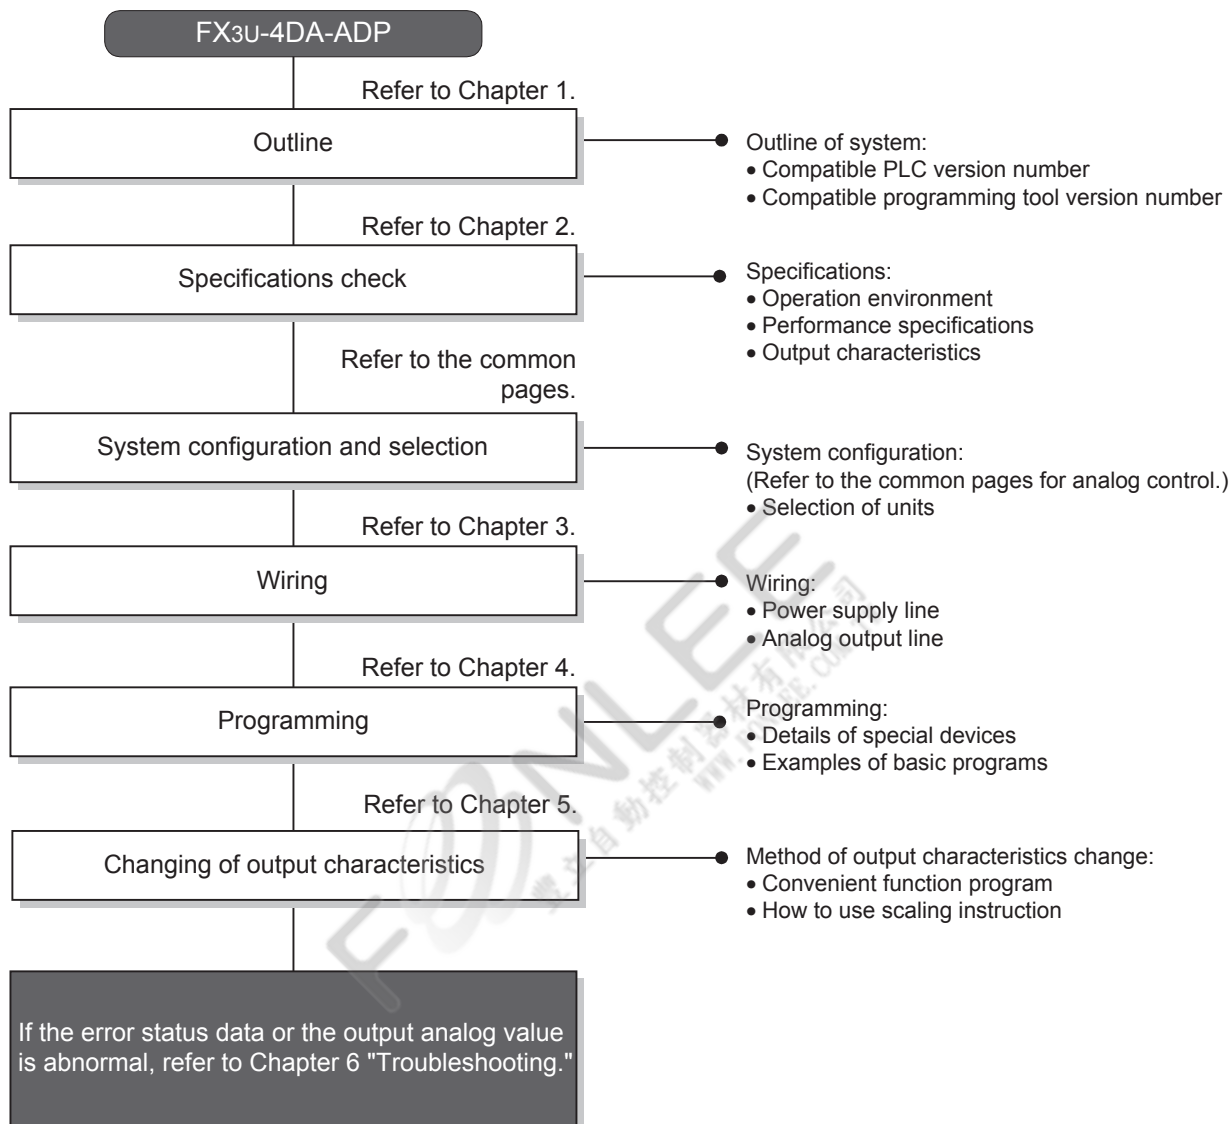 FX3U-4DA-ADP
Refer to Chapter 1.
Outline
Outline of system:
• Compatible PLC version number
• Compatible programming tool version number
Refer to Chapter 2.
Specifications check
Specifications:
• Operation environment
• Performance specifications
• Output characteristics
Refer to the common
pages.
System configuration and selection
System configuration:
(Refer to the common pages for analog control.)
• Selection of units
Refer to Chapter 3.
Wiring
Wiring:
• Power supply line
• Analog output line
Refer to Chapter 4.
Programming
Programming:
• Details of special devices
• Examples of basic programs
Refer to Chapter 5.
Changing of output characteristics
Method of output characteristics change:
• Convenient function program
• How to use scaling instruction
If the error status data or the output analog value
is abnormal, refer to Chapter 6 "Troubleshooting."